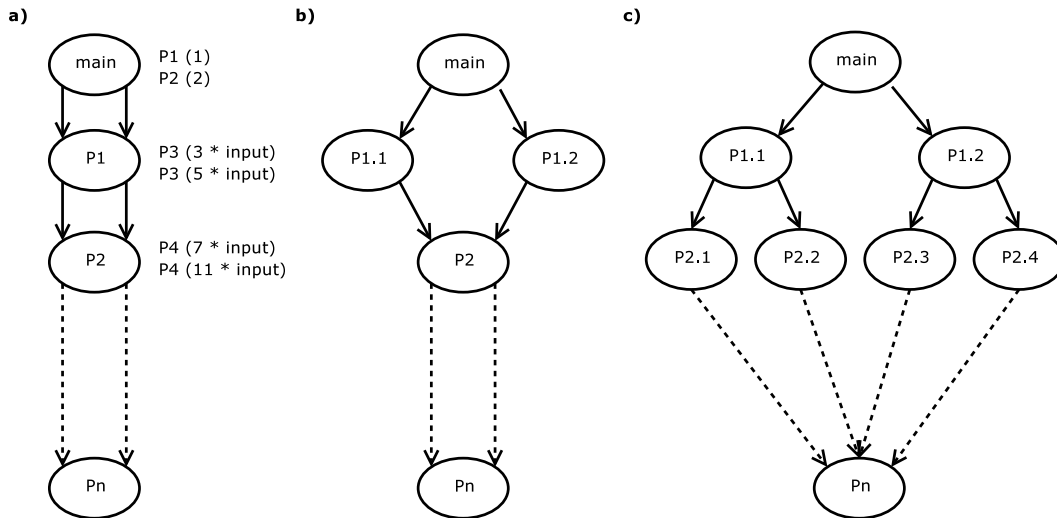 a)
main
P1 (1)
P2 (2)
P1
P3 (3 * input)
P3 (5 * input)
P2
P4 (7 * input)
P4 (11 * input)
Pn
b)
main
P1.1
P1.2
P2
Pn
c)
main
P1.1
P1.2
P2.1
P2.2
P2.3
P2.4
Pn